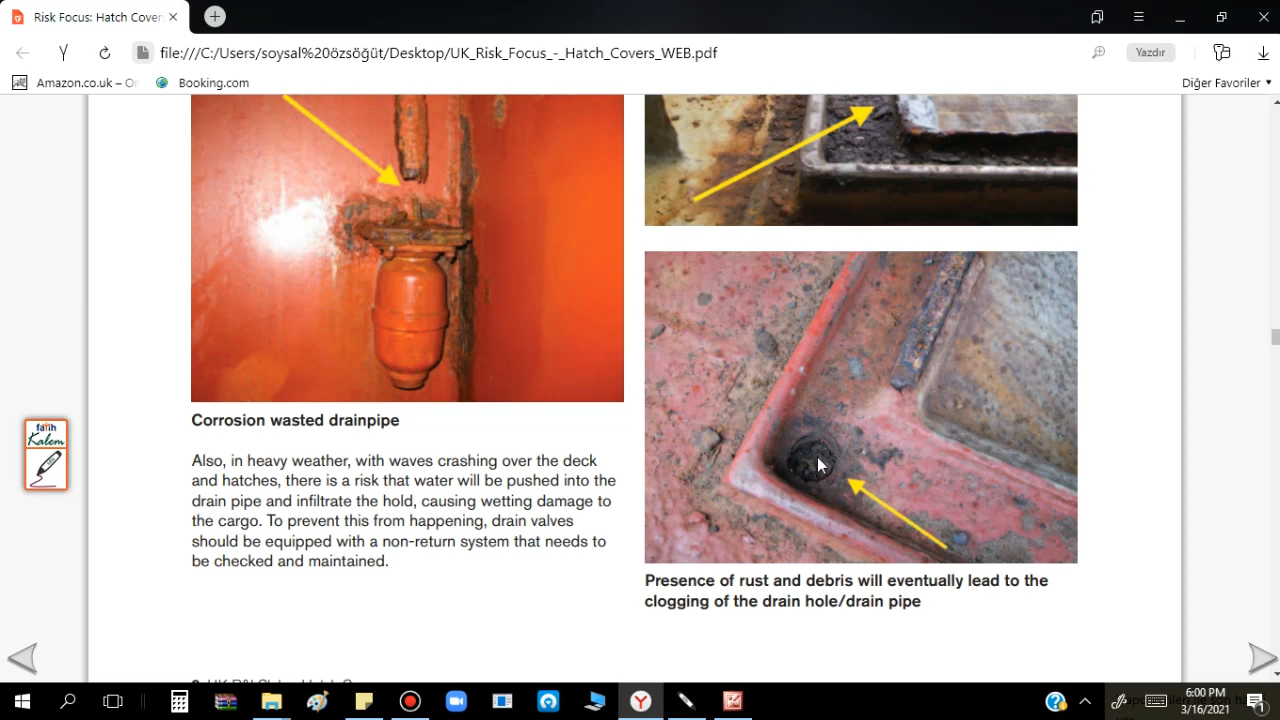 Risk Focus: Hatch Cover
file:///C:/Users/soysal%20özsöğüt/Desktop/UK_Risk_Focus_-_Hatch_Covers_WEB.pdf
Yazdır
Amazon.co.uk – O
Booking.com
Diğer Favoriler
Corrosion wasted drainpipe
Also, in heavy weather, with waves crashing over the deck
and hatches, there is a risk that water will be pushed into the
drain pipe and infiltrate the hold, causing wetting damage to
the cargo. To prevent this from happening, drain valves
should be equipped with a non-return system that needs to
be checked and maintained.
Presence of rust and debris will eventually lead to the
clogging of the drain hole/drain pipe
fatih
Kalem
6:00 PM
3/16/2021
1